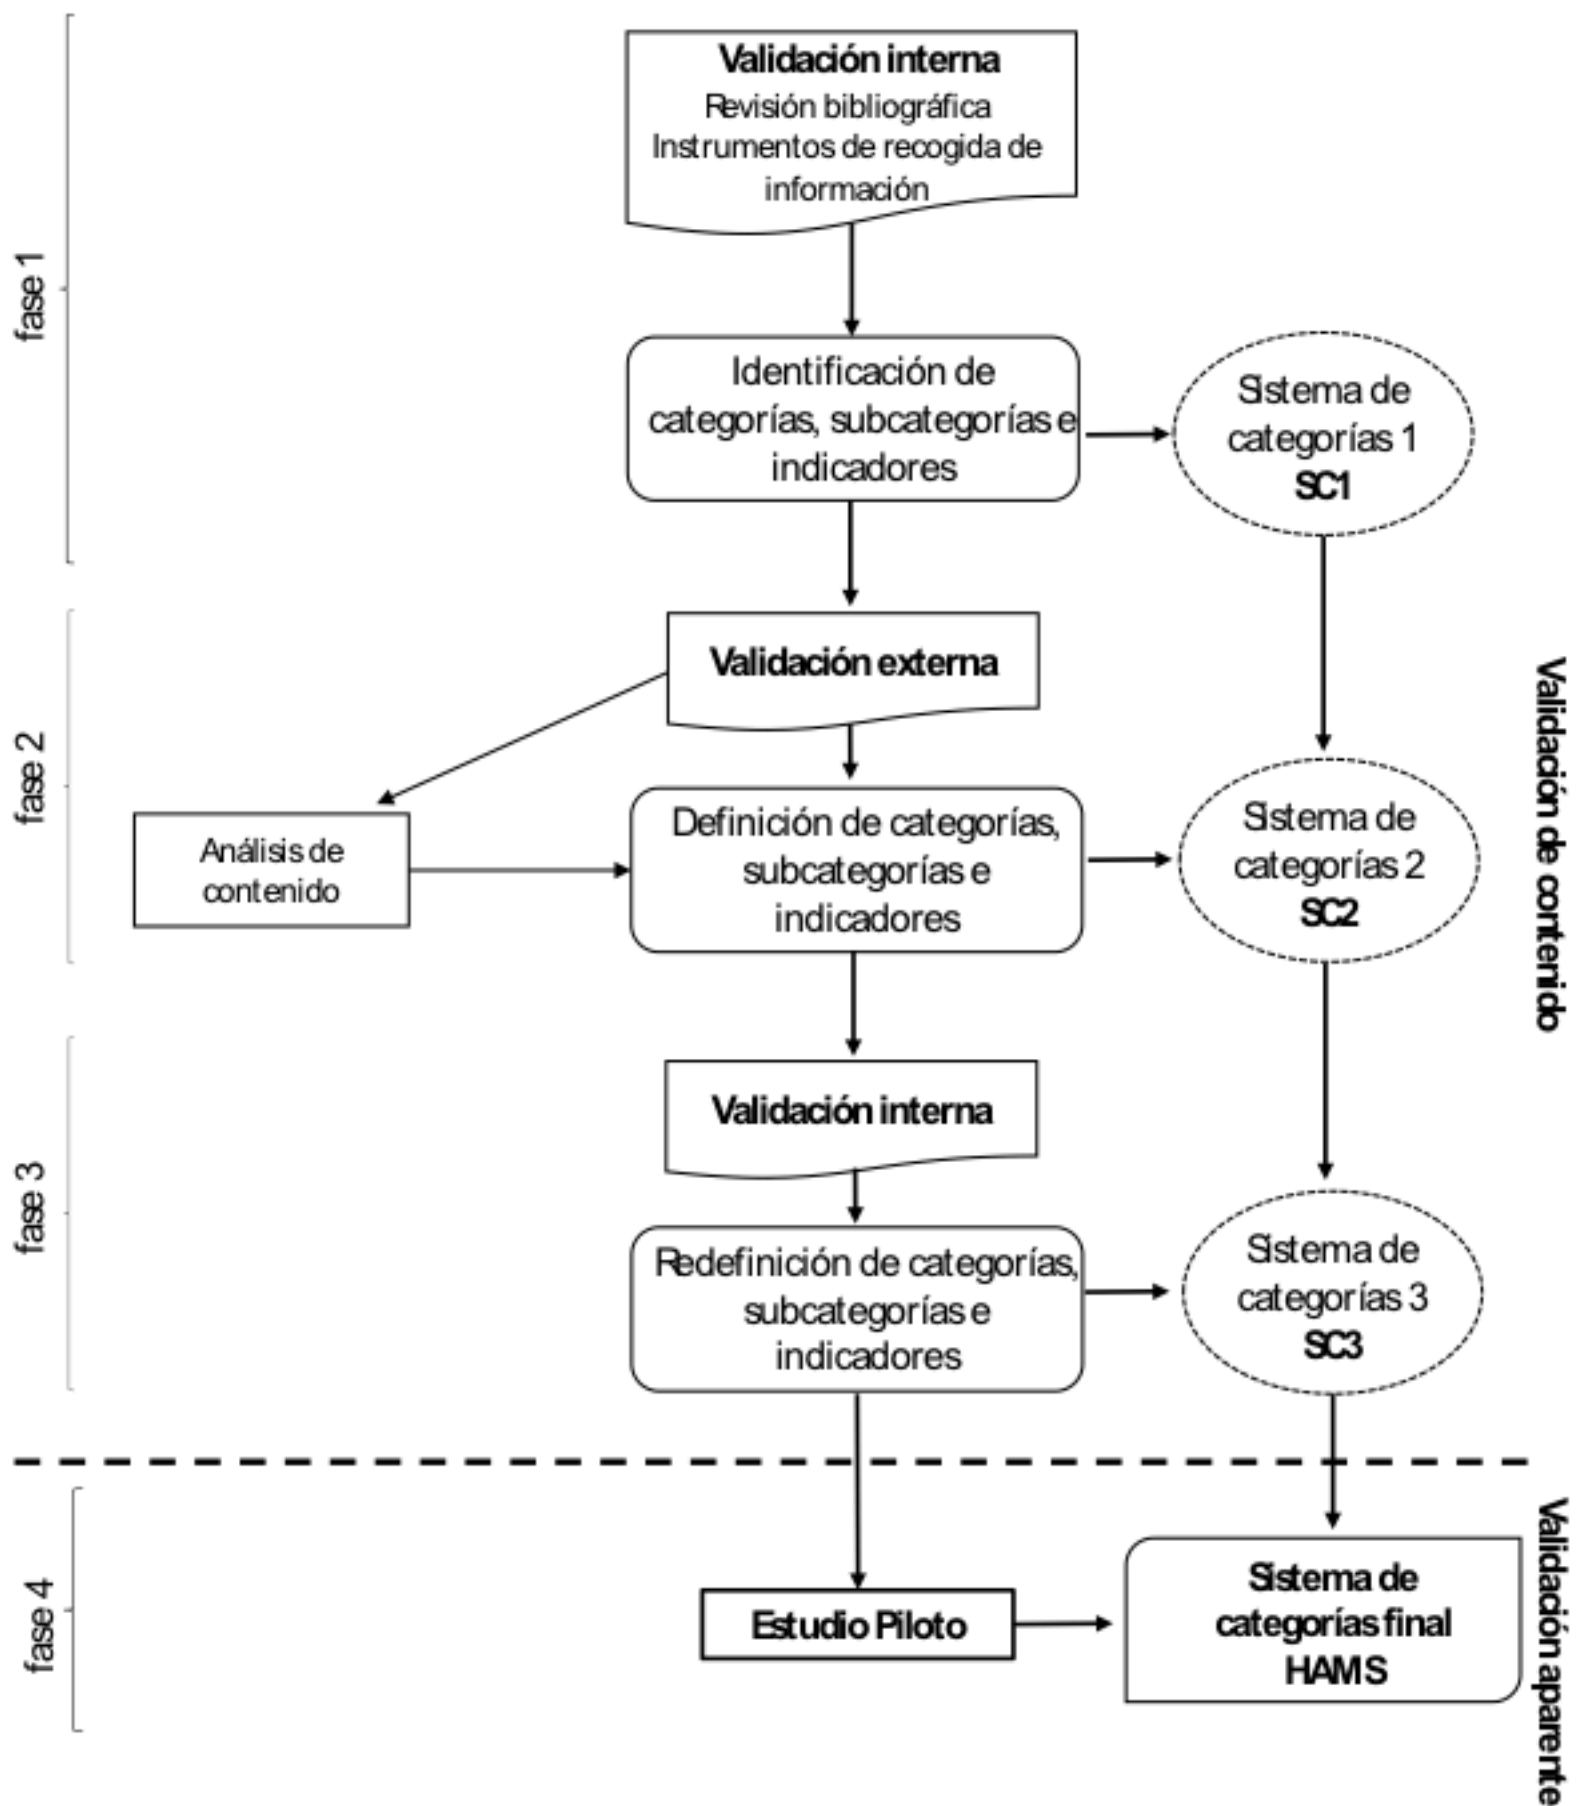 Validación interna
Revisión bibliográfica
Instrumentos de recogida de
información
fase 1
Identificación de
categorías, subcategorías e
indicadores
Sistema de
categorías 1
SC1
Validación externa
fase 2
Análisis de
contenido
Definición de categorías,
subcategorías e
indicadores
Sistema de
categorías 2
SC2
Validación de contenido
Validación interna
fase 3
Redefinición de categorías,
subcategorías e
indicadores
Sistema de
categorías 3
SC3
fase 4
Estudio Piloto
Sistema de
categorías final
HAMS
Validación aparente